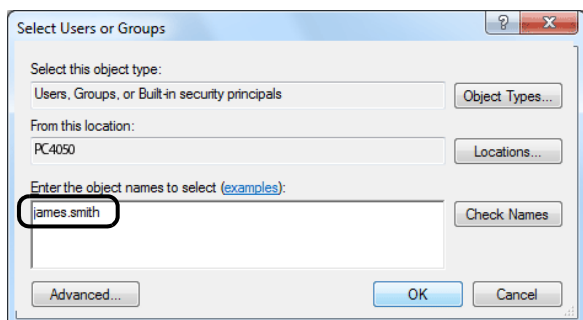 Select Users or Groups
Select this object type:
Users, Groups, or Built-in security principals
Object Types...
From this location:
PC4050
Locations...
Enter the object names to select (examples):
james.smith
Check Names
Advanced...
OK
Cancel